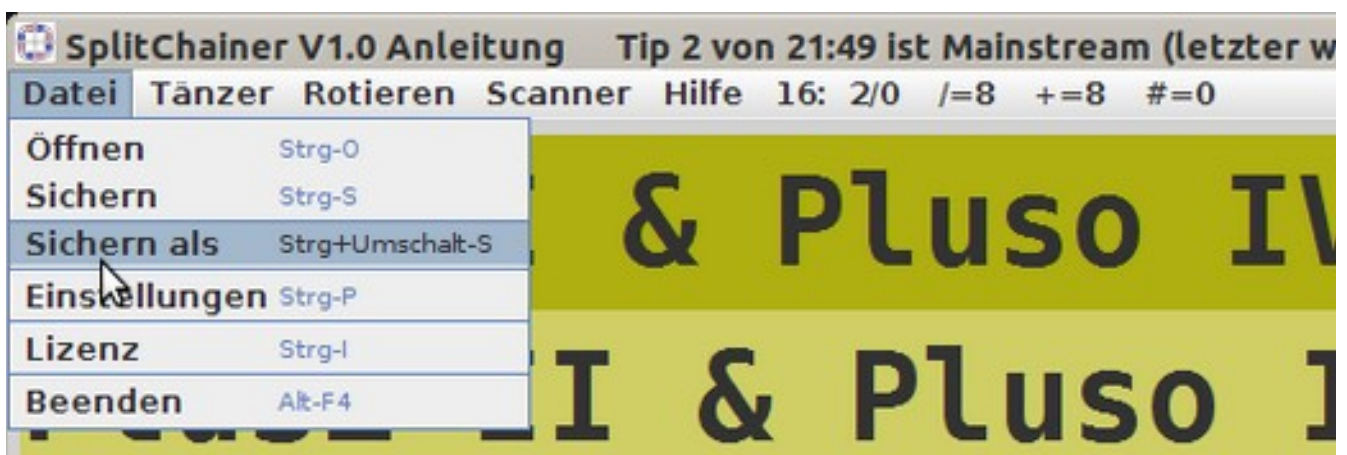 SplitChainer V1.0 Anleitung Tip 2 von 21:49 ist Mainstream (letzter w
Datei Tänzer Rotieren Scanner Hilfe 16: 2/0 /=8 +=8 #=0
Öffnen Strg-O
Sichern Strg-S
Sichern als Strg+Umschalt-S
& Pluso
Einstellungen Strg-P
Lizenz Strg-I
Beenden Alt-F4
II & Pluso I